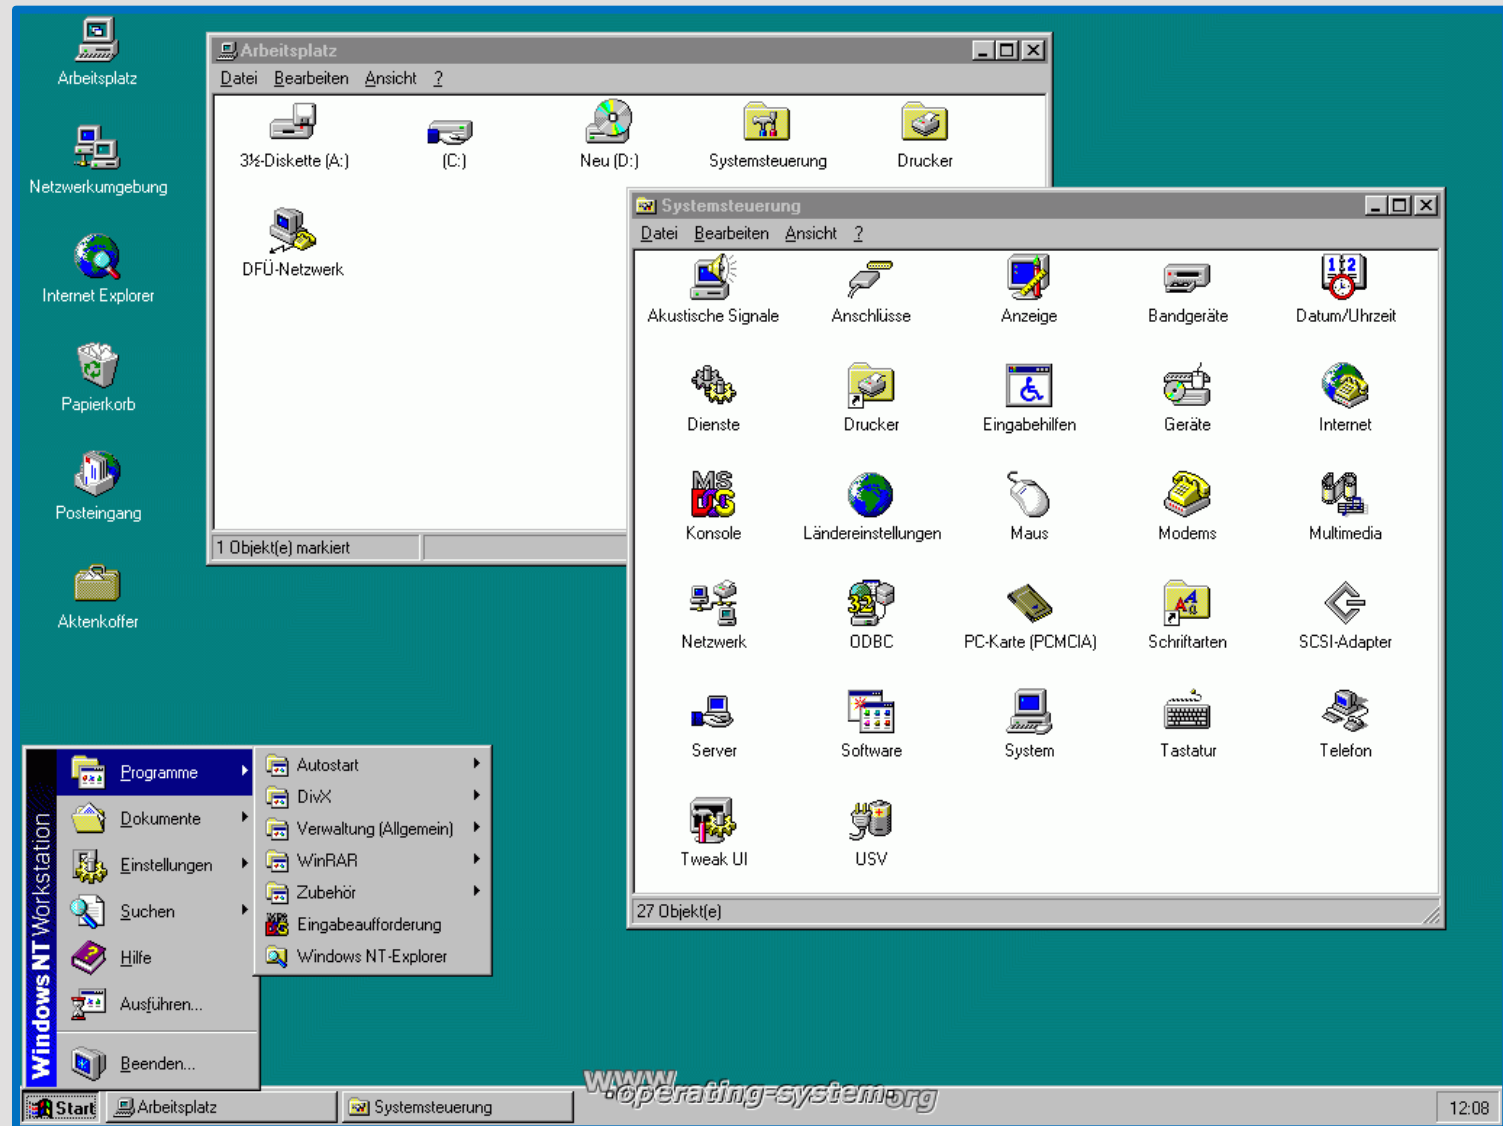 Arbeitsplatz
Netzwerkumgebung
Internet Explorer
Papierkorb
Posteingang
Aktenkoffer
Arbeitsplatz
Datei Bearbeiten Ansicht ?
3½-Diskette (A:) (C:) Neu (D:) Systemsteuerung Drucker
DFÜ-Netzwerk
1 Objekt(e) markiert
Systemsteuerung
Datei Bearbeiten Ansicht ?
Akustische Signale Anschlüsse Anzeige Bandgeräte Datum/Uhrzeit
Dienste Drucker Eingabehilfen Geräte Internet
Konsole Ländereinstellungen Maus Modems Multimedia
Netzwerk ODBC PC-Karte (PCMCIA) Schriftarten SCSI-Adapter
Server Software System Tastatur Telefon
Tweak UI USV
27 Objekt(e)
Windows NT Workstation
Programme
Dokumente
Einstellungen
Suchen
Hilfe
Ausführen...
Beenden...
Autostart
DivX
Verwaltung (Allgemein)
WinRAR
Zubehör
Eingabeaufforderung
Windows NT-Explorer
www.operating-system.org
Start Arbeitsplatz Systemsteuerung 12:08